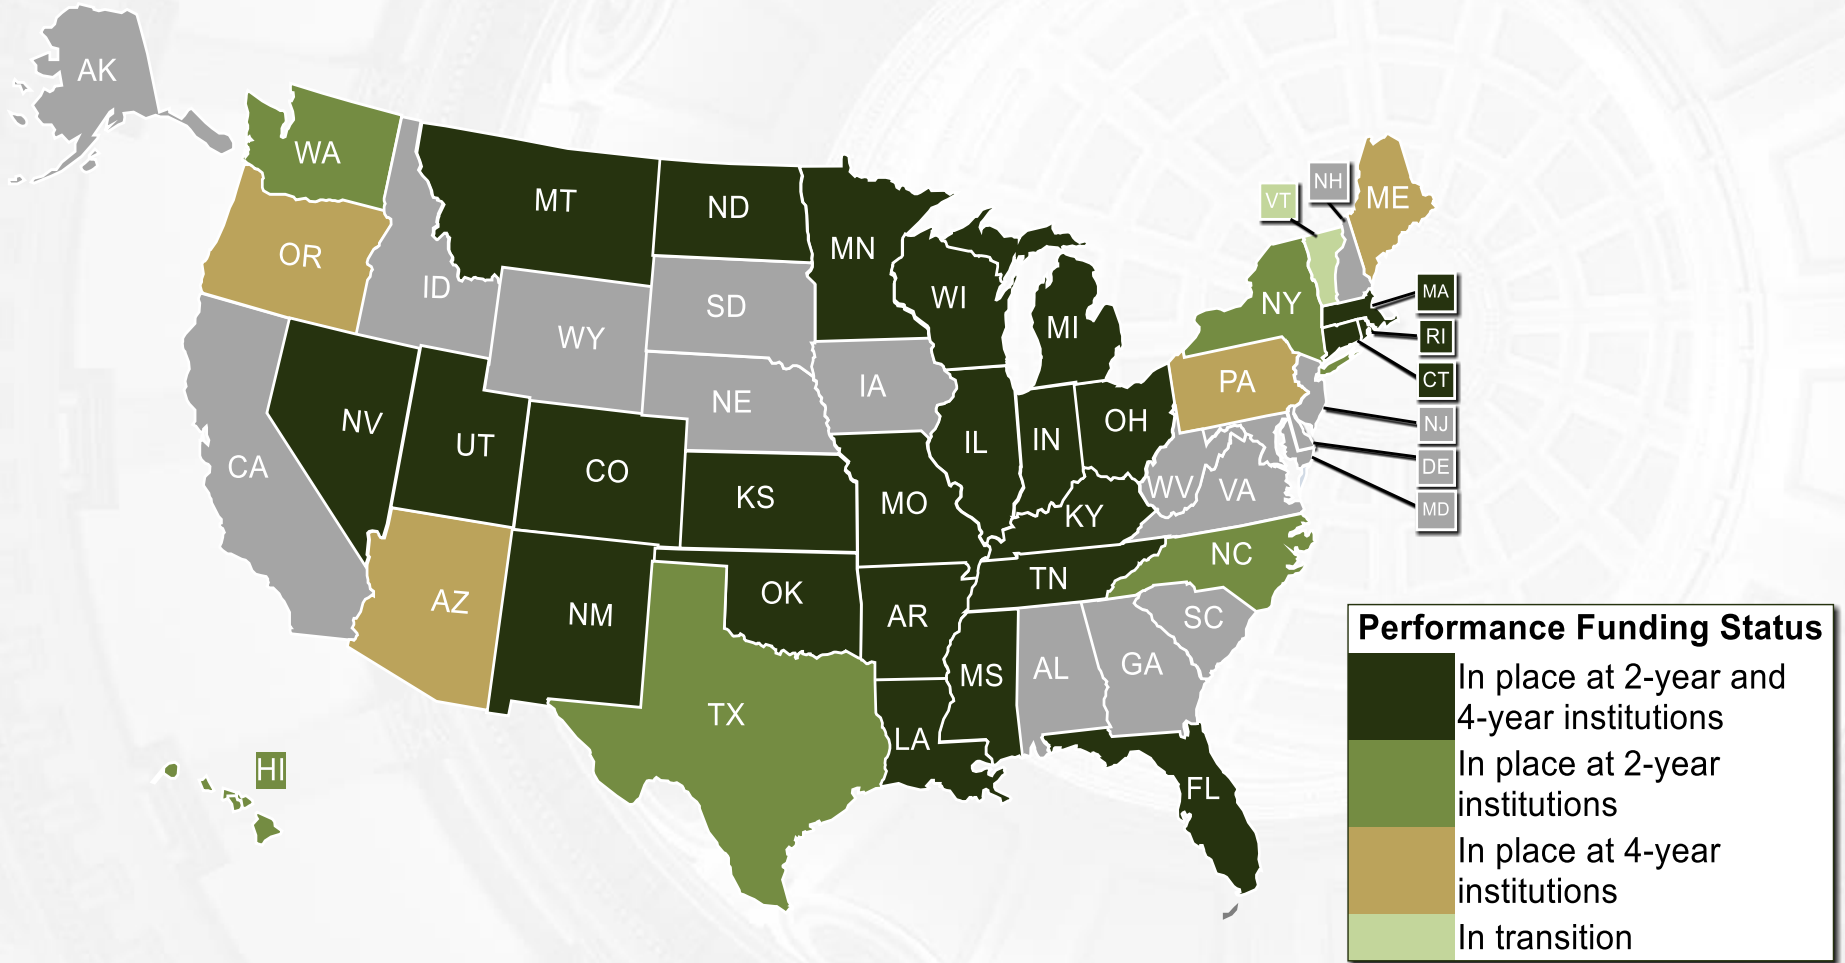 AK
WA
MT
ND
MN
VT
NH
ME
OR
ID
SD
WI
MI
NY
MA
RI
WY
CT
NV
UT
NE
IA
PA
NJ
CA
CO
KS
MO
IL
IN
OH
WV
VA
DE
MD
KY
NC
AZ
NM
OK
AR
TN
SC
TX
LA
MS
AL
GA
FL
HI
Performance Funding Status
In place at 2-year and
4-year institutions
In place at 2-year
institutions
In place at 4-year
institutions
In transition